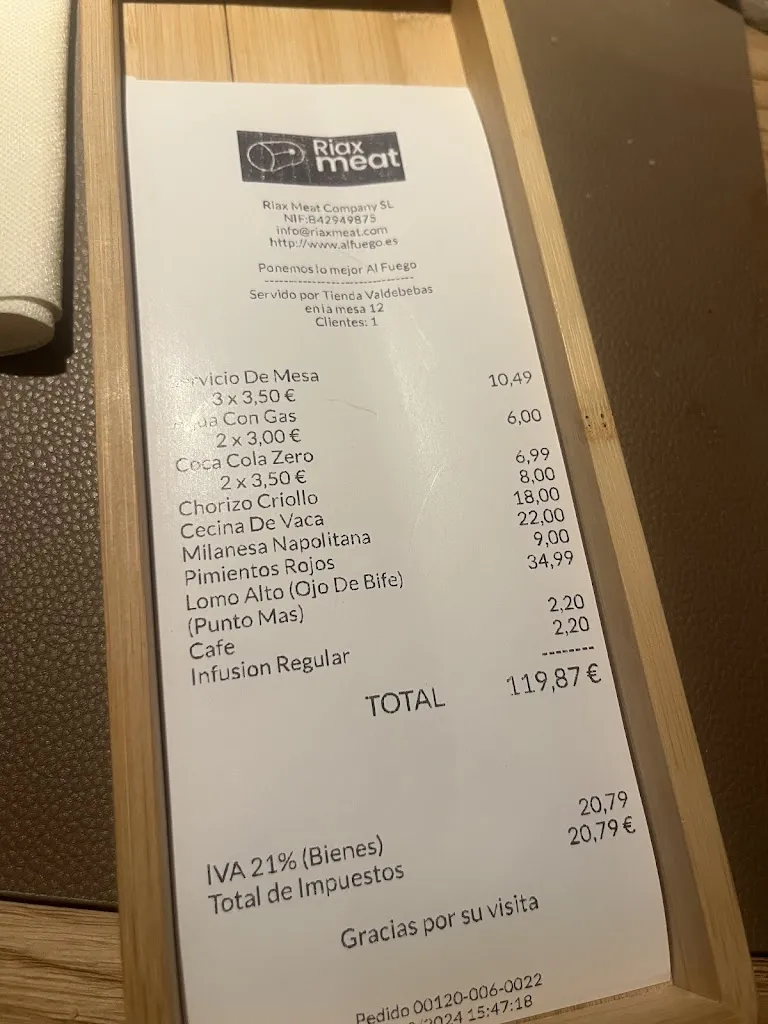 Riax
meat
Riax Meat Company SL
NIF:B42949875
info@riaxmeat.com
http://www.alfuego.es
Ponemos lo mejor Al Fuego
--------------------------------
Servido por Tienda Valdebebas
en la mesa 12
Clientes: 1
De Mesa 10,49
3 x 3,50 €
Con Gas 6,00
2 x 3,00 €
Coca Cola Zero 6,99
2 x 3,50 €
Chorizo Criollo 8,00
Cecina De Vaca 18,00
Milanesa Napolitana 22,00
Pimientos Rojos 9,00
Lomo Alto (Ojo De Bife) 34,99
(Punto Mas)
Cafe 2,20
Infusion Regular 2,20
--------
TOTAL 119,87 €
IVA 21% (Bienes) 20,79
Total de Impuestos 20,79 €
Gracias por su visita
Pedido 00120-006-0022
2024 15:47:18